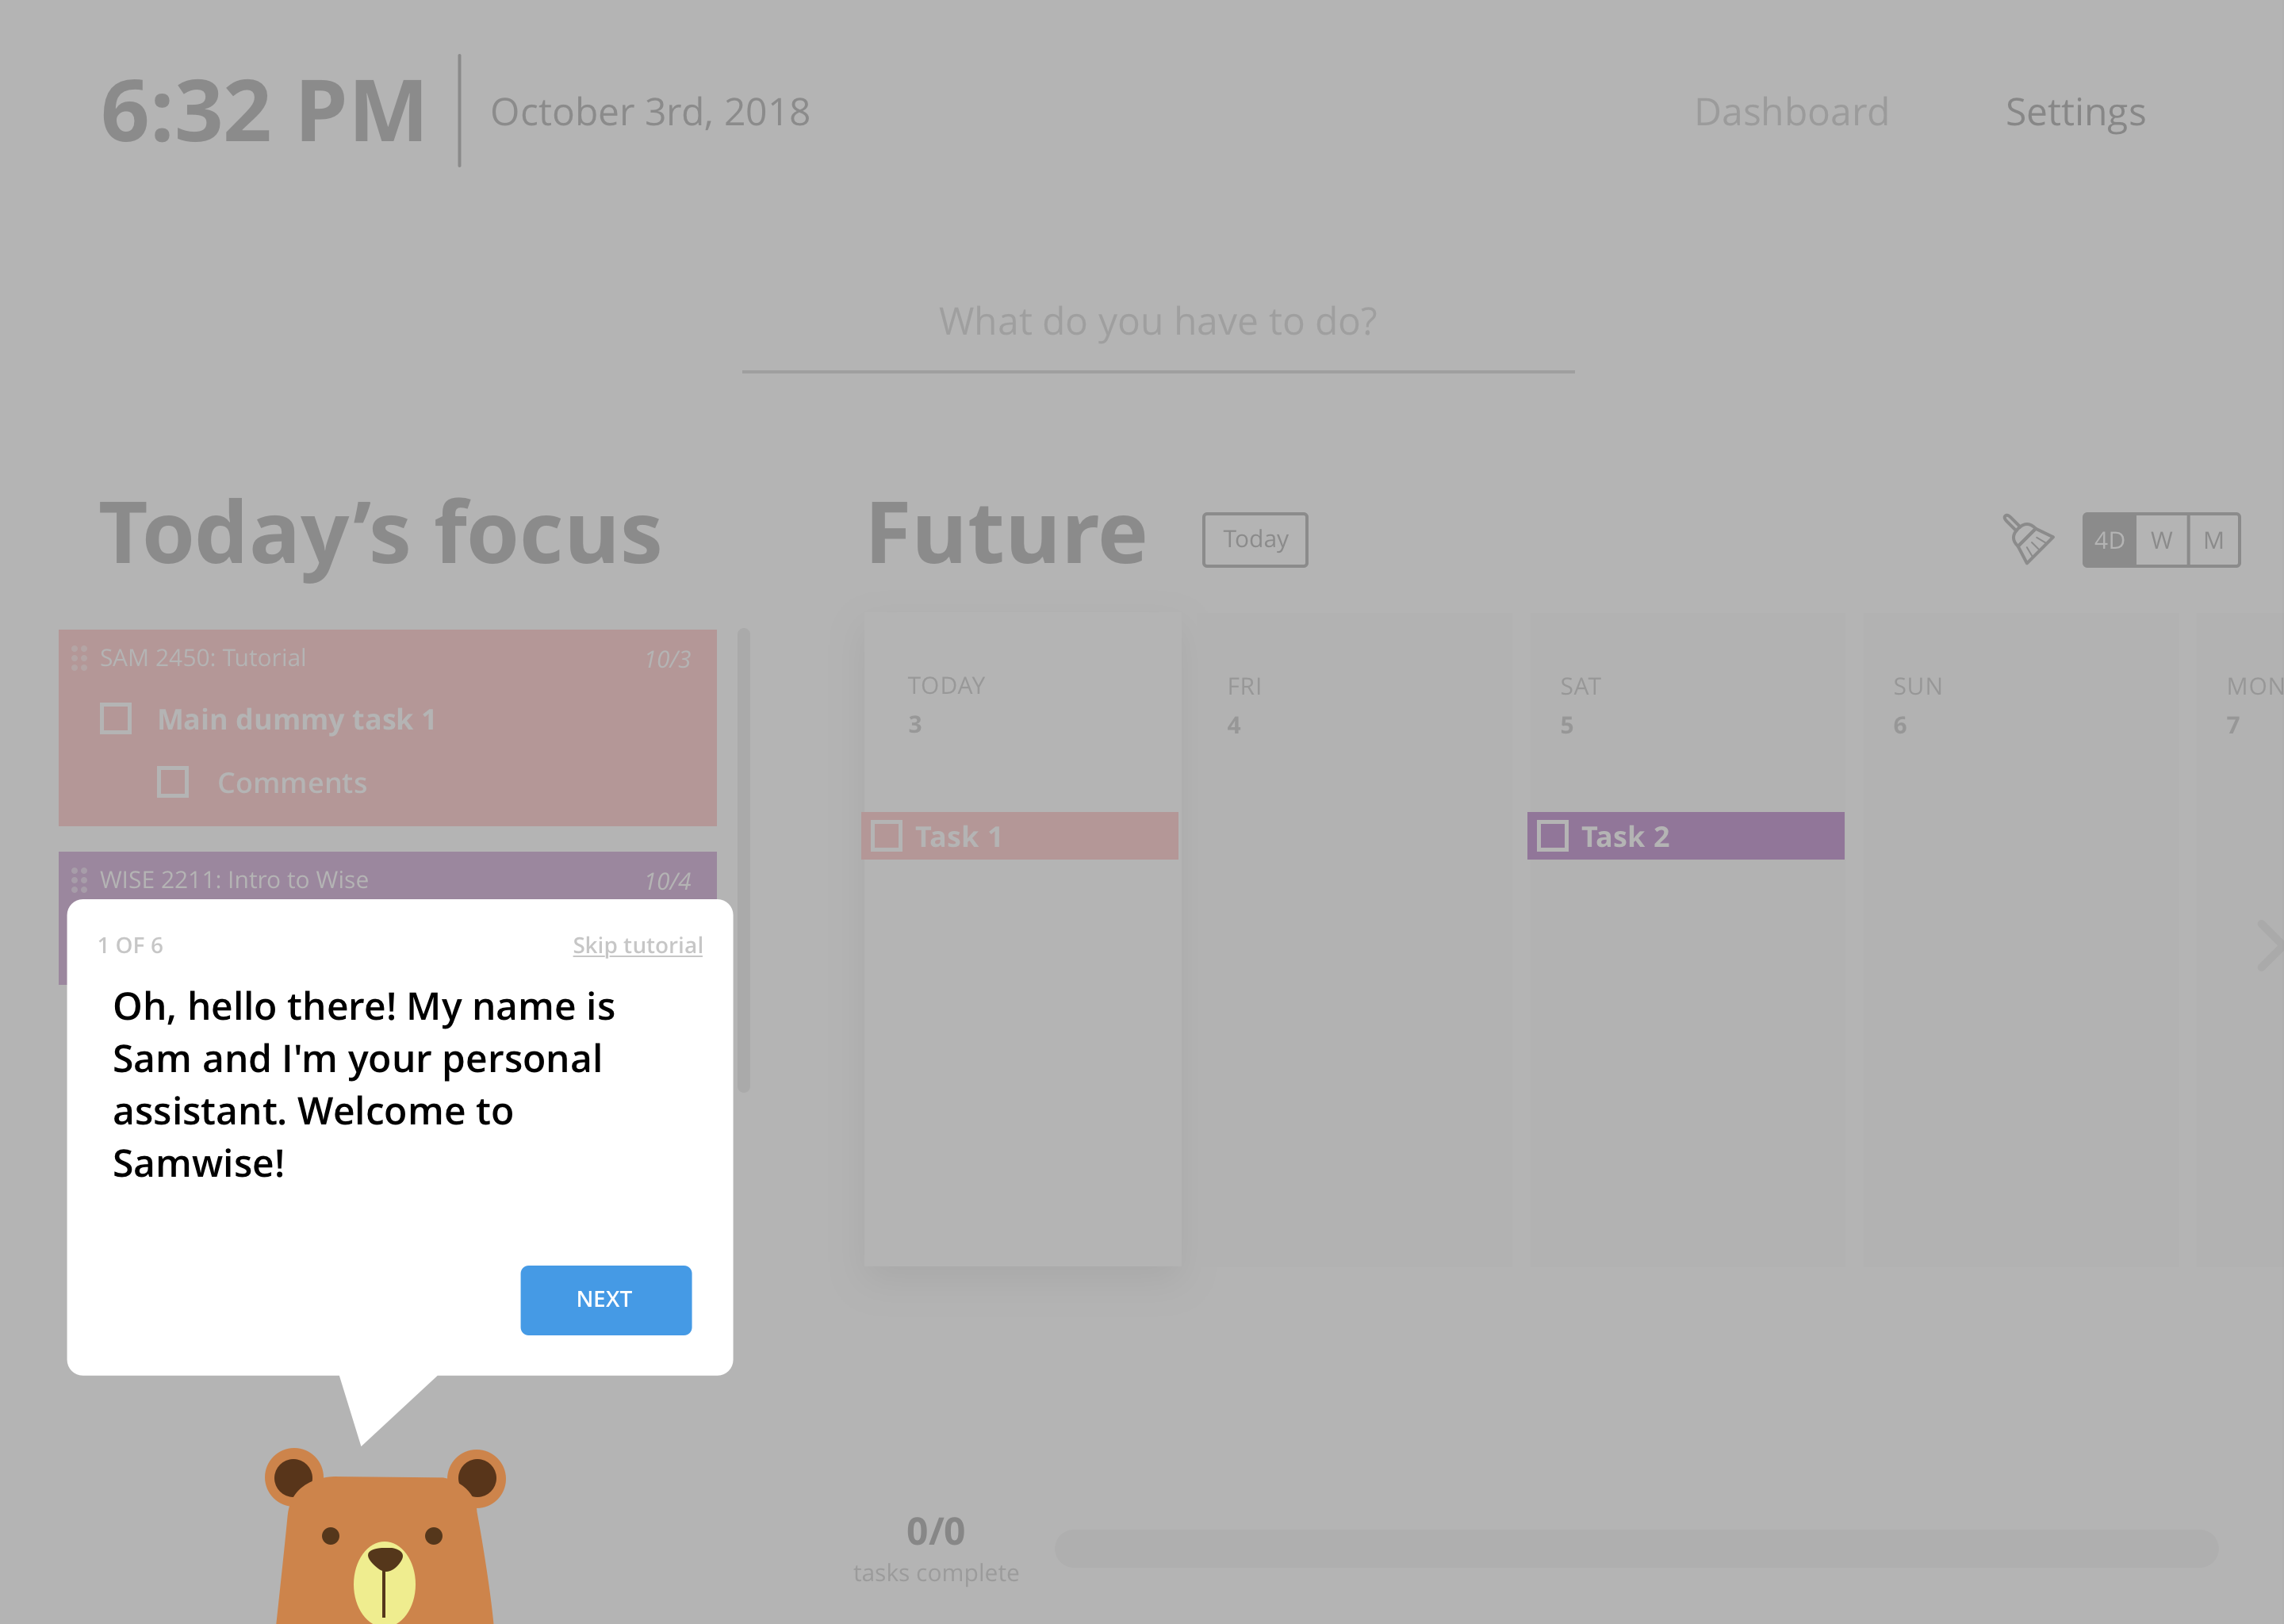 6:32 PM
October 3rd, 2018
Dashboard
Settings
What do you have to do?
Today’s focus
Future
Today
4D
W
M
SAM 2450: Tutorial
10/3
Main dummy task 1
Comments
WISE 2211: Intro to Wise
10/4
TODAY
3
FRI
4
SAT
5
SUN
6
MON
7
Task 1
Task 2
1 OF 6
Skip tutorial
Oh, hello there! My name is
Sam and I'm your personal
assistant. Welcome to
Samwise!
NEXT
0/0
tasks complete